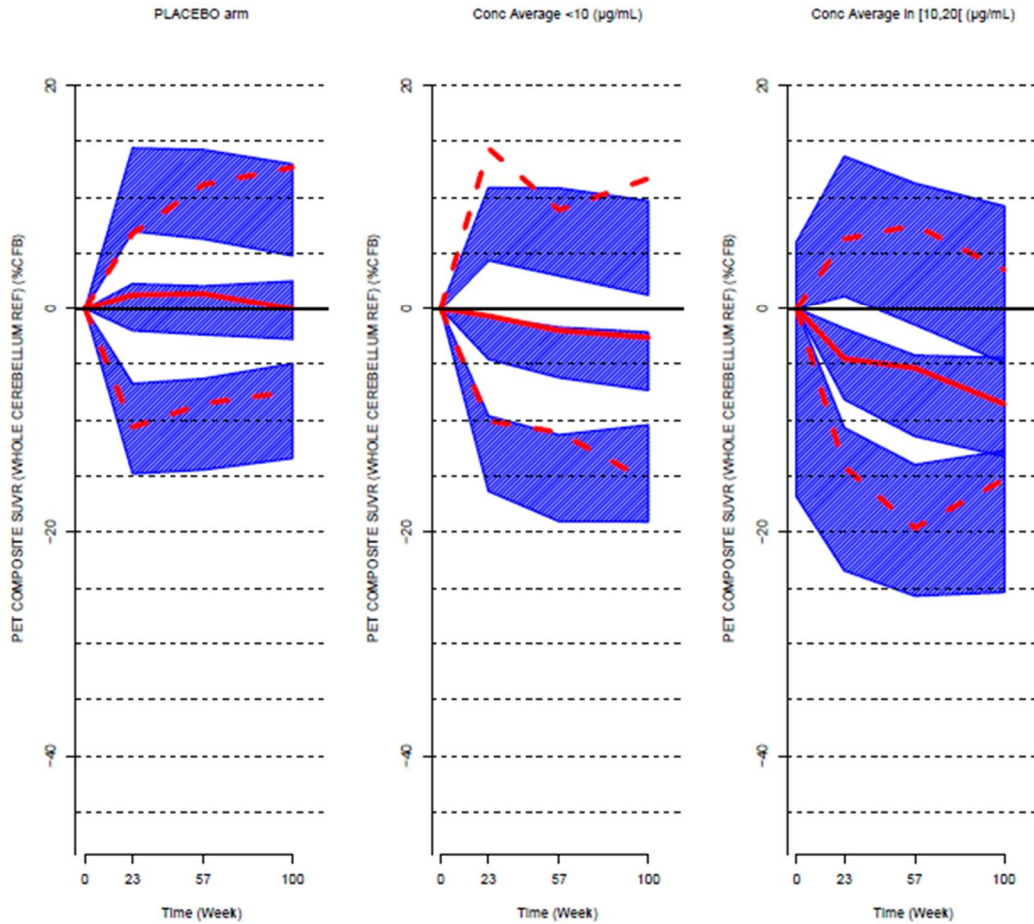 PLACEBO arm
PET COMPOSITE SUVR (WHOLE CEREBELLUM REF) (%CFB)
20
0
−20
−40
0 23 57 100
Time (Week)
Conc Average <10 (µg/mL)
PET COMPOSITE SUVR (WHOLE CEREBELLUM REF) (%CFB)
20
0
−20
−40
0 23 57 100
Time (Week)
Conc Average In [10,20[ (µg/mL)
PET COMPOSITE SUVR (WHOLE CEREBELLUM REF) (%CFB)
20
0
−20
−40
0 23 57 100
Time (Week)